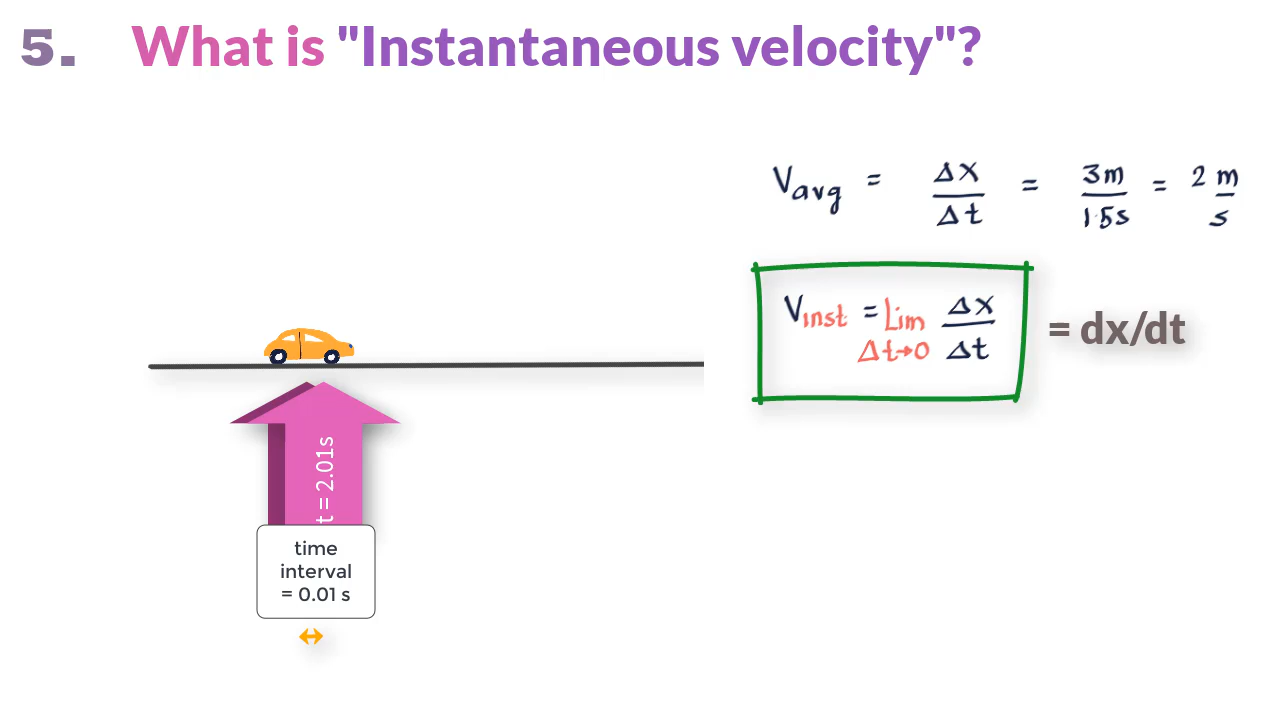 5. What is "Instantaneous velocity"?
Vavg = Δx/Δt = 3m/1.5s = 2 m/s
Vinst = Lim Δt→0 Δx/Δt = dx/dt
t = 2.01s
time
interval
= 0.01 s